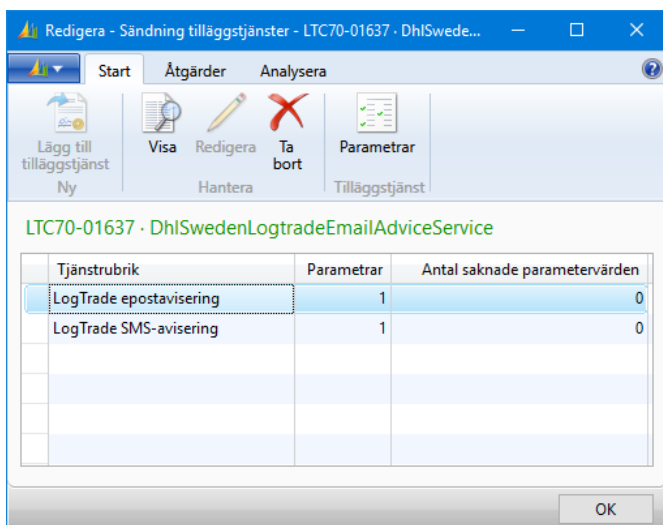 Redigera - Sändning tilläggstjänster - LTC70-01637 · DhlSwede...
Start Åtgärder Analysera
Lägg till tilläggstjänst
Visa
Redigera
Ta bort
Parametrar
Ny Hantera Tilläggstjänst
LTC70-01637 · DhlSwedenLogtradeEmailAdviceService
Tjänstrubrik Parametrar Antal saknade parametervärden
LogTrade epostavisering 1 0
LogTrade SMS-avisering 1 0
OK